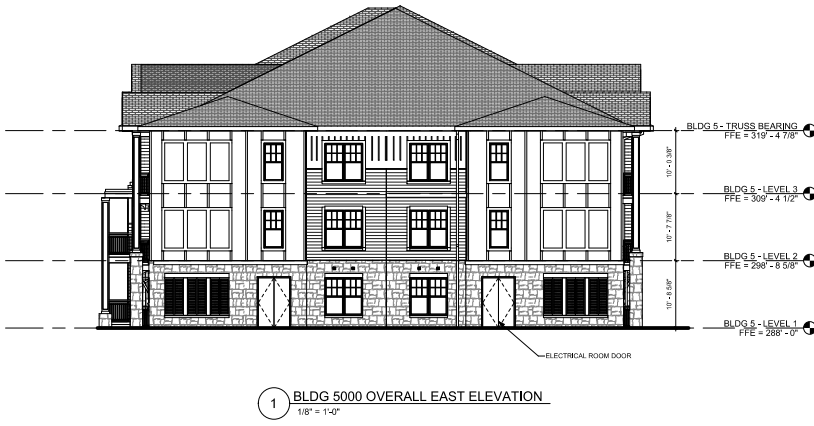 BLDG 5 - TRUSS BEARING
FFE = 319' - 4 7/8"
10' - 0 3/8"
BLDG 5 - LEVEL 3
FFE = 309' - 4 1/2"
10' - 7 7/8"
BLDG 5 - LEVEL 2
FFE = 298' - 8 5/8"
10' - 8 5/8"
BLDG 5 - LEVEL 1
FFE = 288' - 0"
ELECTRICAL ROOM DOOR
1
BLDG 5000 OVERALL EAST ELEVATION
1/8" = 1'-0"